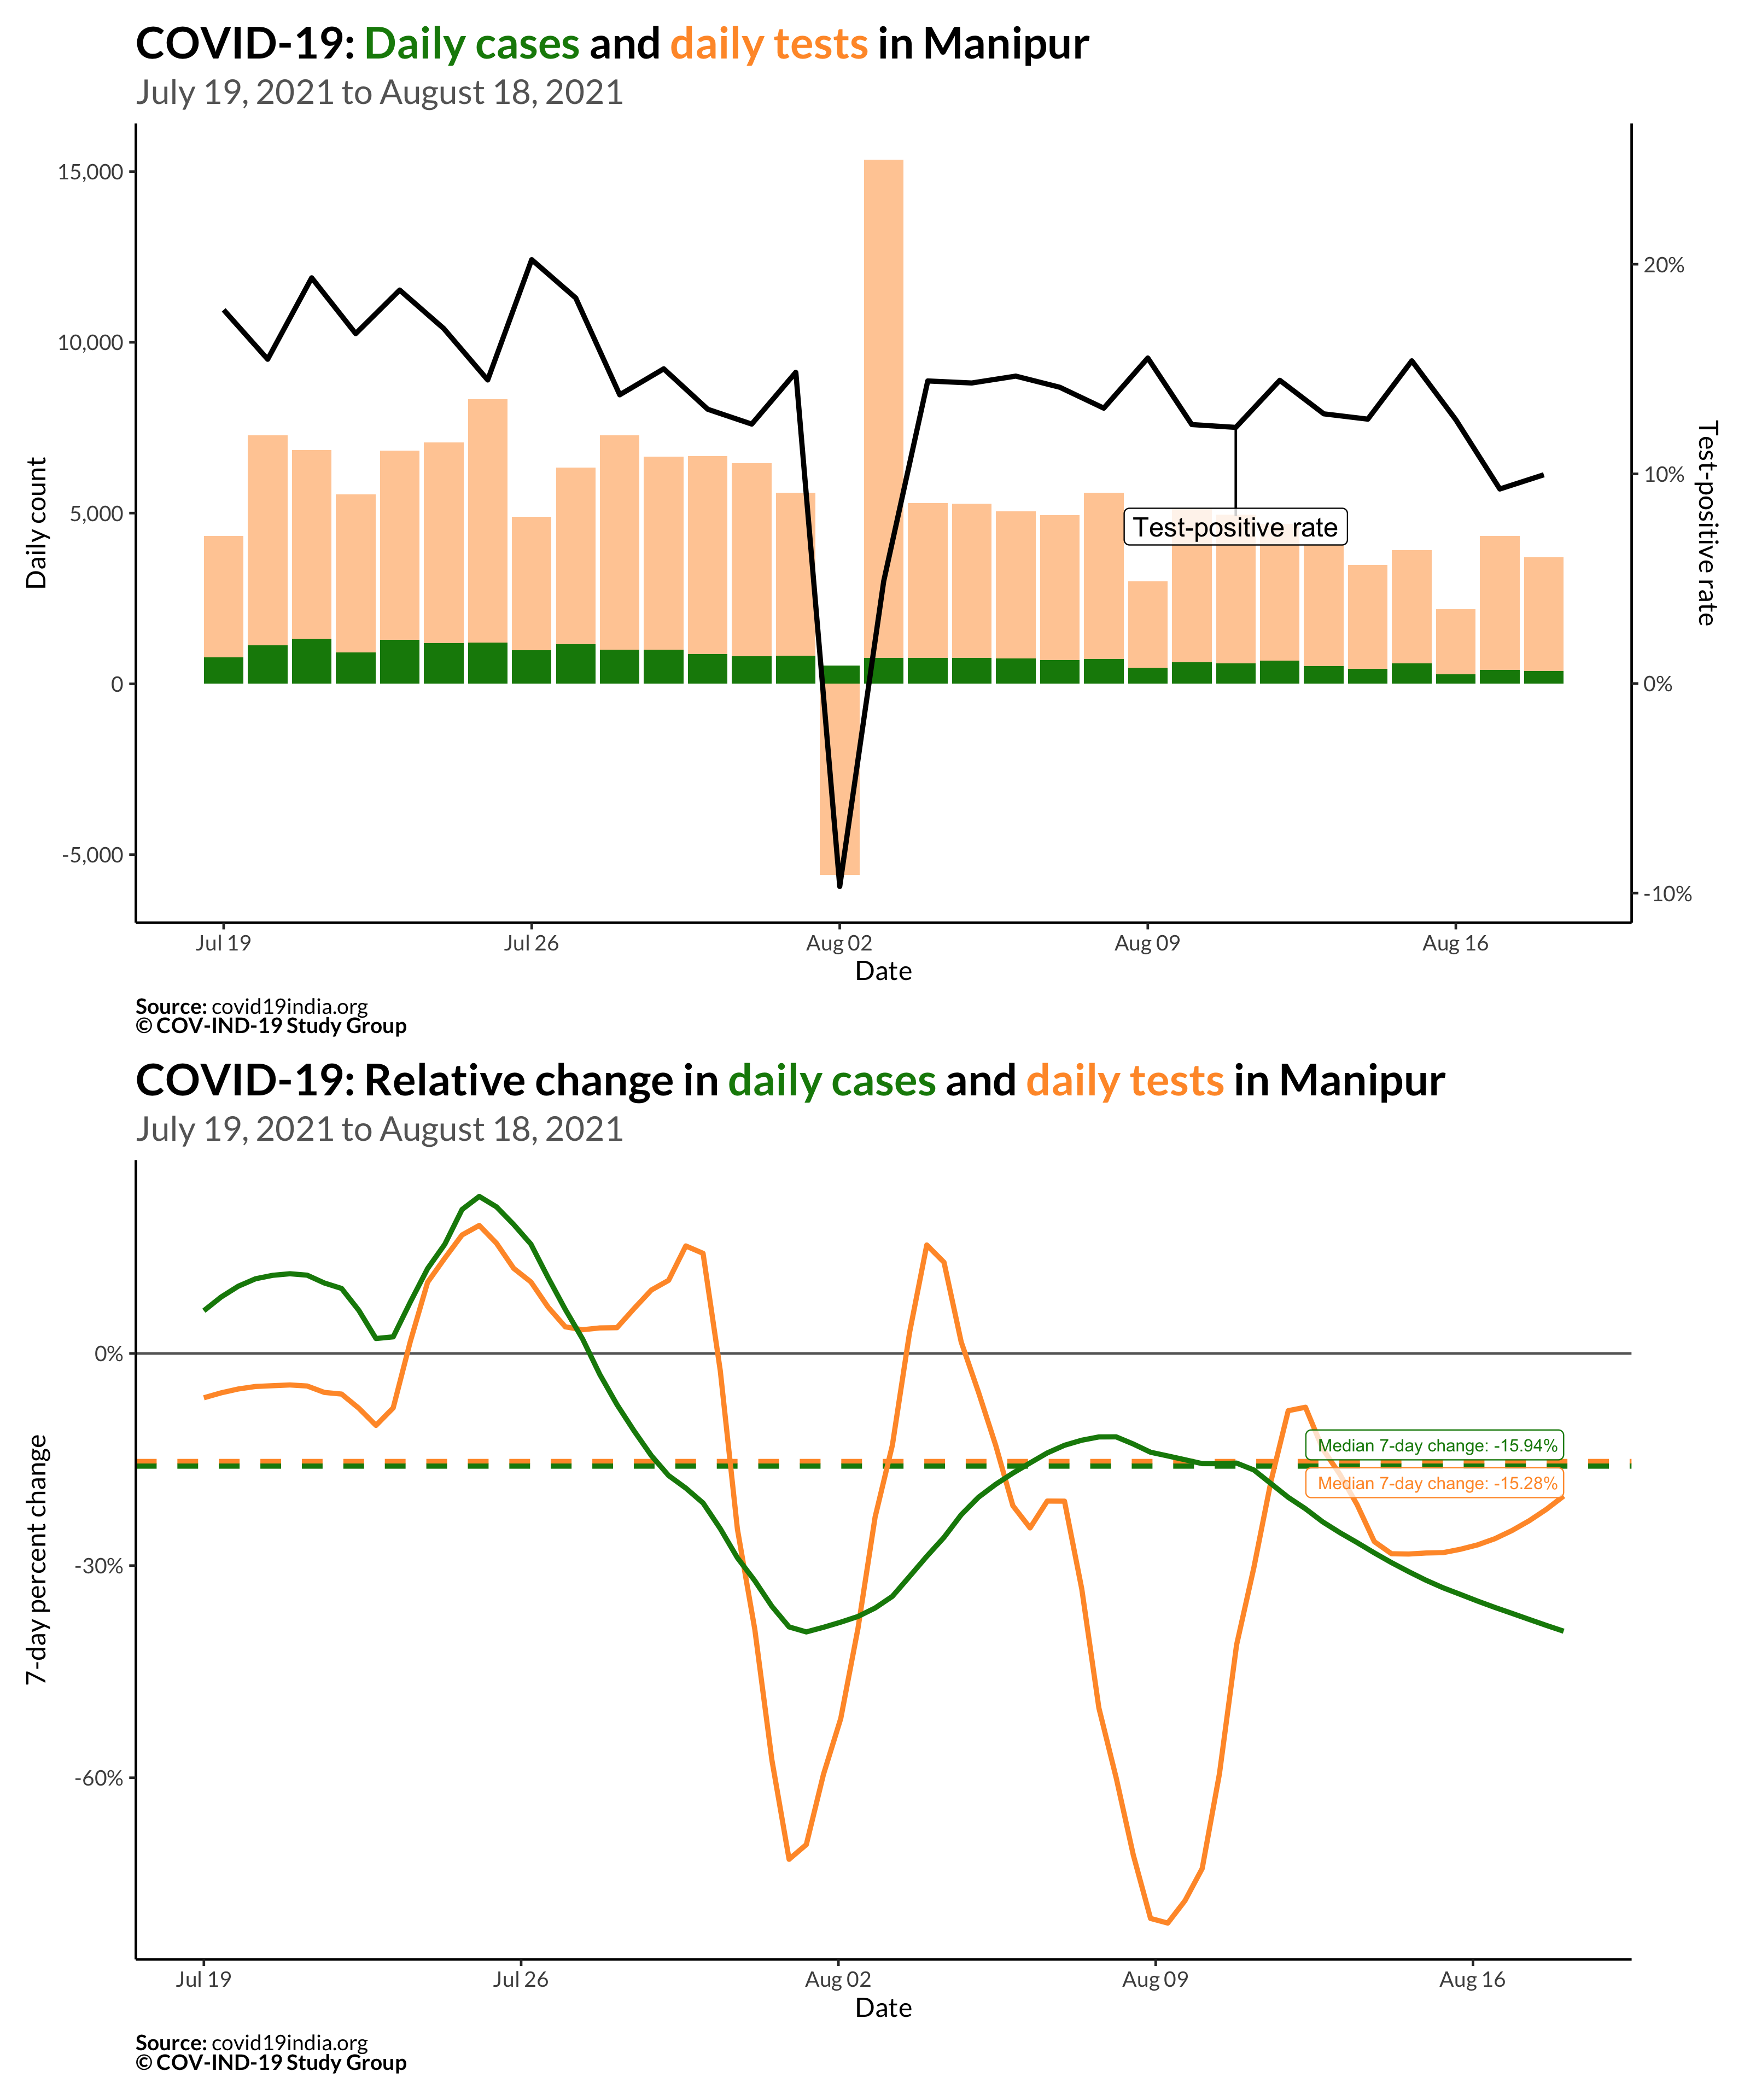 COVID-19: Daily cases and daily tests in Manipur
July 19, 2021 to August 18, 2021
15,000
10,000
5,000
0
-5,000
Daily count
20%
10%
0%
-10%
Test-positive rate
Test-positive rate
Jul 19
Jul 26
Aug 02
Aug 09
Aug 16
Date
Source: covid19india.org
© COV-IND-19 Study Group
COVID-19: Relative change in daily cases and daily tests in Manipur
July 19, 2021 to August 18, 2021
0%
-30%
-60%
7-day percent change
Median 7-day change: -15.94%
Median 7-day change: -15.28%
Jul 19
Jul 26
Aug 02
Aug 09
Aug 16
Date
Source: covid19india.org
© COV-IND-19 Study Group